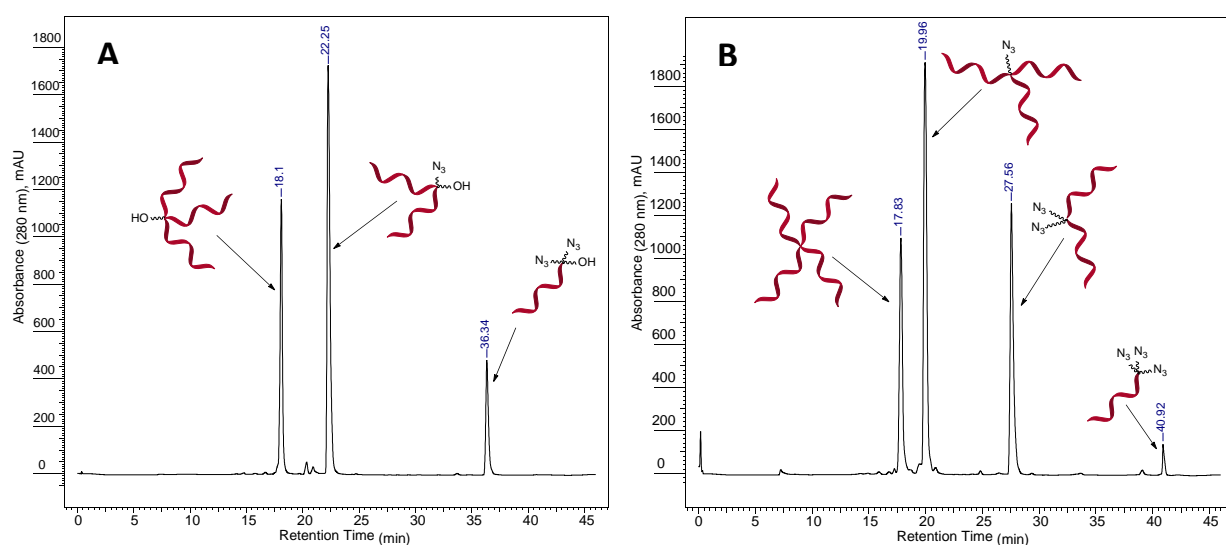 A
Absorbance (280 nm), mAU
1800
1600
1400
1200
1000
800
600
400
200
0
18.1
22.25
36.34
HO
N3
OH
N3
N3
OH
0
5
10
15
20
25
30
35
40
45
Retention Time (min)
B
Absorbance (280 nm), mAU
1800
1600
1400
1200
1000
800
600
400
200
0
17.83
19.96
27.56
40.92
N3
N3
N3
N3
N3
N3
0
5
10
15
20
25
30
35
40
45
Retention Time (min)